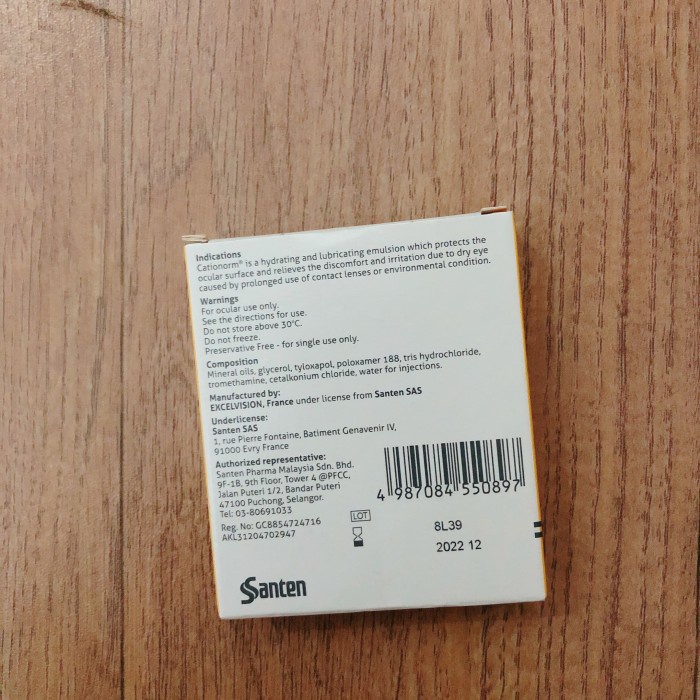 Indications
Cationorm® is a hydrating and lubricating emulsion which protects the
ocular surface and relieves the discomfort and irritation due to dry eye
caused by prolonged use of contact lenses or environmental condition.
Warnings
For ocular use only.
See the directions for use.
Do not store above 30°C.
Do not freeze.
Preservative Free - for single use only.
Composition
Mineral oils, glycerol, tyloxapol, poloxamer 188, tris hydrochloride,
tromethamine, cetalkonium chloride, water for injections.
Manufactured by:
EXCELVISION, France under license from Santen SAS
Underlicense:
Santen SAS
1, rue Pierre Fontaine, Batiment Genavenir IV,
91000 Evry France
Authorized representative:
Santen Pharma Malaysia Sdn. Bhd.
9F-1B, 9th Floor, Tower 4 @PFCC,
Jalan Puteri 1/2, Bandar Puteri
47100 Puchong, Selangor.
Tel: 03-80691033
Reg. No: GC8854724716
AKL31204702947
4 987084 550897
LOT 8L39
2022 12
Santen